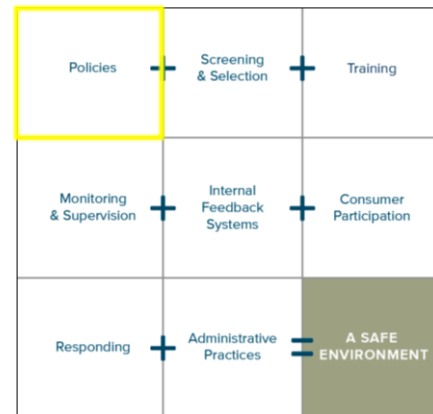 Policies + Screening & Selection + Training
Monitoring & Supervision + Internal Feedback Systems + Consumer Participation
Responding + Administrative Practices = A SAFE ENVIRONMENT